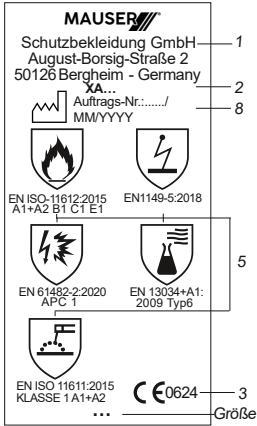 MAUSER
Schutzbekleidung GmbH 1
August-Borsig-Straße 2
50126 Bergheim - Germany
XA... 2
Auftrags-Nr.:....../ 8
MM/YYYY
EN ISO-11612:2015 EN1149-5:2018
A1+A2 B1 C1 E1
5
EN 61482-2:2020 EN 13034+A1:
APC 1 2009 Typ6
EN ISO 11611:2015
KLASSE 1 A1+A2
CE0624 3
... Größe